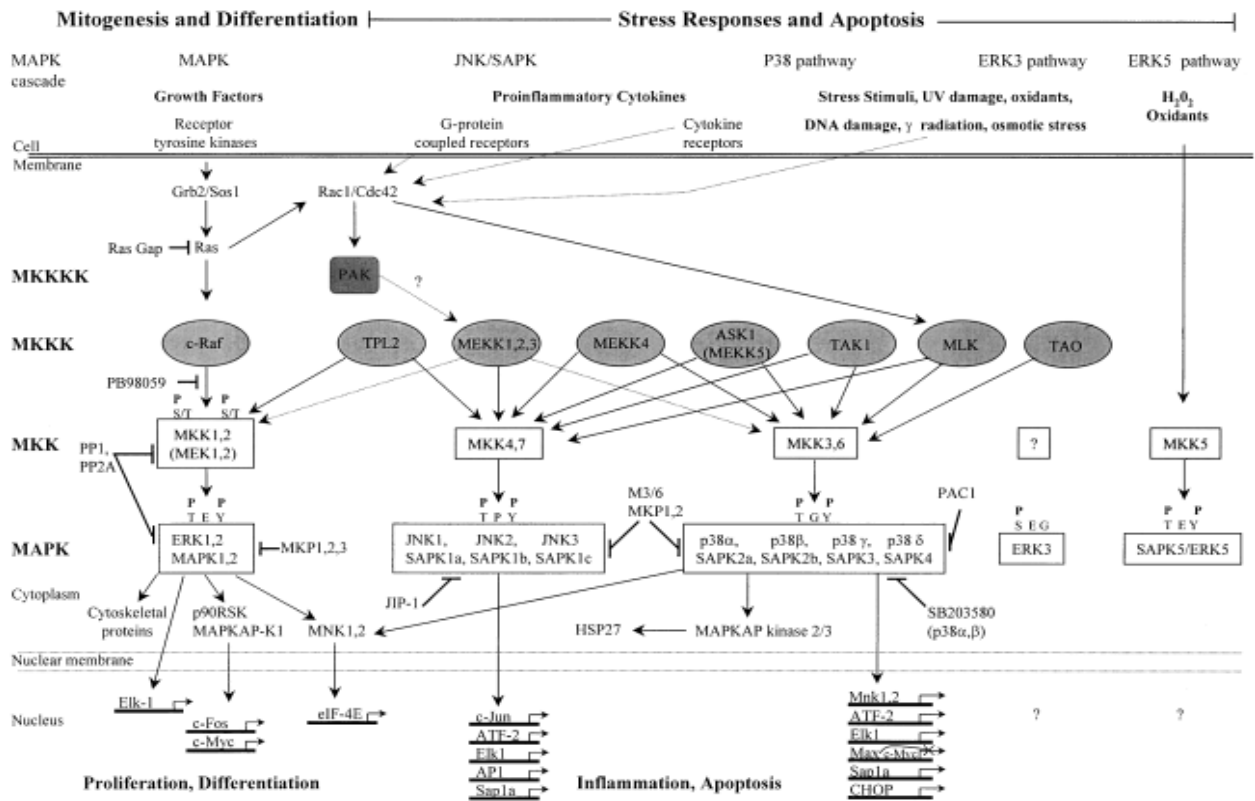 Mitogenesis and Differentiation
Stress Responses and Apoptosis
MAPK cascade
MAPK
JNK/SAPK
P38 pathway
ERK3 pathway
ERK5 pathway
Growth Factors
Proinflammatory Cytokines
Stress Stimuli, UV damage, oxidants,
DNA damage, γ radiation, osmotic stress
H₂0₂
Oxidants
Receptor
tyrosine kinases
G-protein
coupled receptors
Cytokine
receptors
Cell
Membrane
Grb2/Sos1
Rac1/Cdc42
Ras Gap
Ras
MKKKK
PAK
?
MKKK
c-Raf
TPL2
MEKK1,2,3
MEKK4
ASK1
(MEKK5)
TAK1
MLK
TAO
PB98059
P P
S/T S/T
MKK
MKK1,2
(MEK1,2)
MKK4,7
MKK3,6
?
MKK5
PP1,
PP2A
P P
T E Y
P P
T P Y
M3/6
MKP1,2
P P
T G Y
PAC1
P
S E G
P P
T E Y
MAPK
ERK1,2
MAPK1,2
MKP1,2,3
JNK1, JNK2, JNK3
SAPK1a, SAPK1b, SAPK1c
p38α, p38β, p38 γ, p38 δ
SAPK2a, SAPK2b, SAPK3, SAPK4
ERK3
SAPK5/ERK5
Cytoplasm
Cytoskeletal
proteins
p90RSK
MAPKAP-K1
MNK1,2
JIP-1
HSP27
MAPKAP kinase 2/3
SB203580
(p38α,β)
Nuclear membrane
Nucleus
Elk-1
c-Fos
c-Myc
eIF-4E
c-Jun
ATF-2
Elk1
AP1
Sap1a
Mnk1,2
ATF-2
Elk1
Max c-Myc
Sap1a
CHOP
?
?
Proliferation, Differentiation
Inflammation, Apoptosis